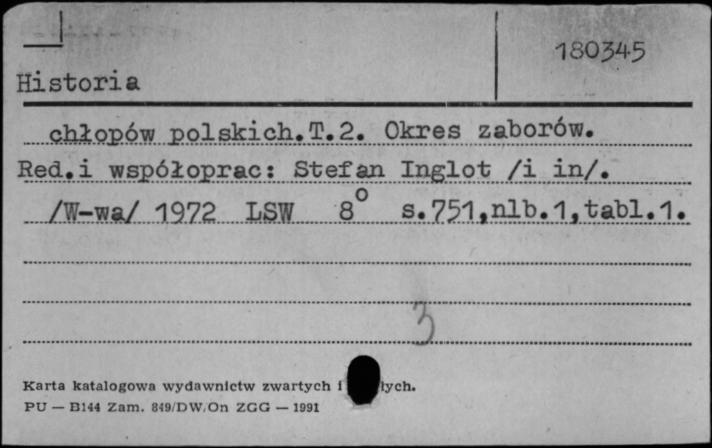 180345
Historia
chłopów polskich.T.2. Okres zaborów.
Red.i współoprac: Stefan Inglot /i in/.
/W-wa/ 1972 LSW 8° s.751,nlb.1,tabl.1.
3
Karta katalogowa wydawnictw zwartych i łych.
PU — B144 Zam. 849/DW/On ZGG — 1991